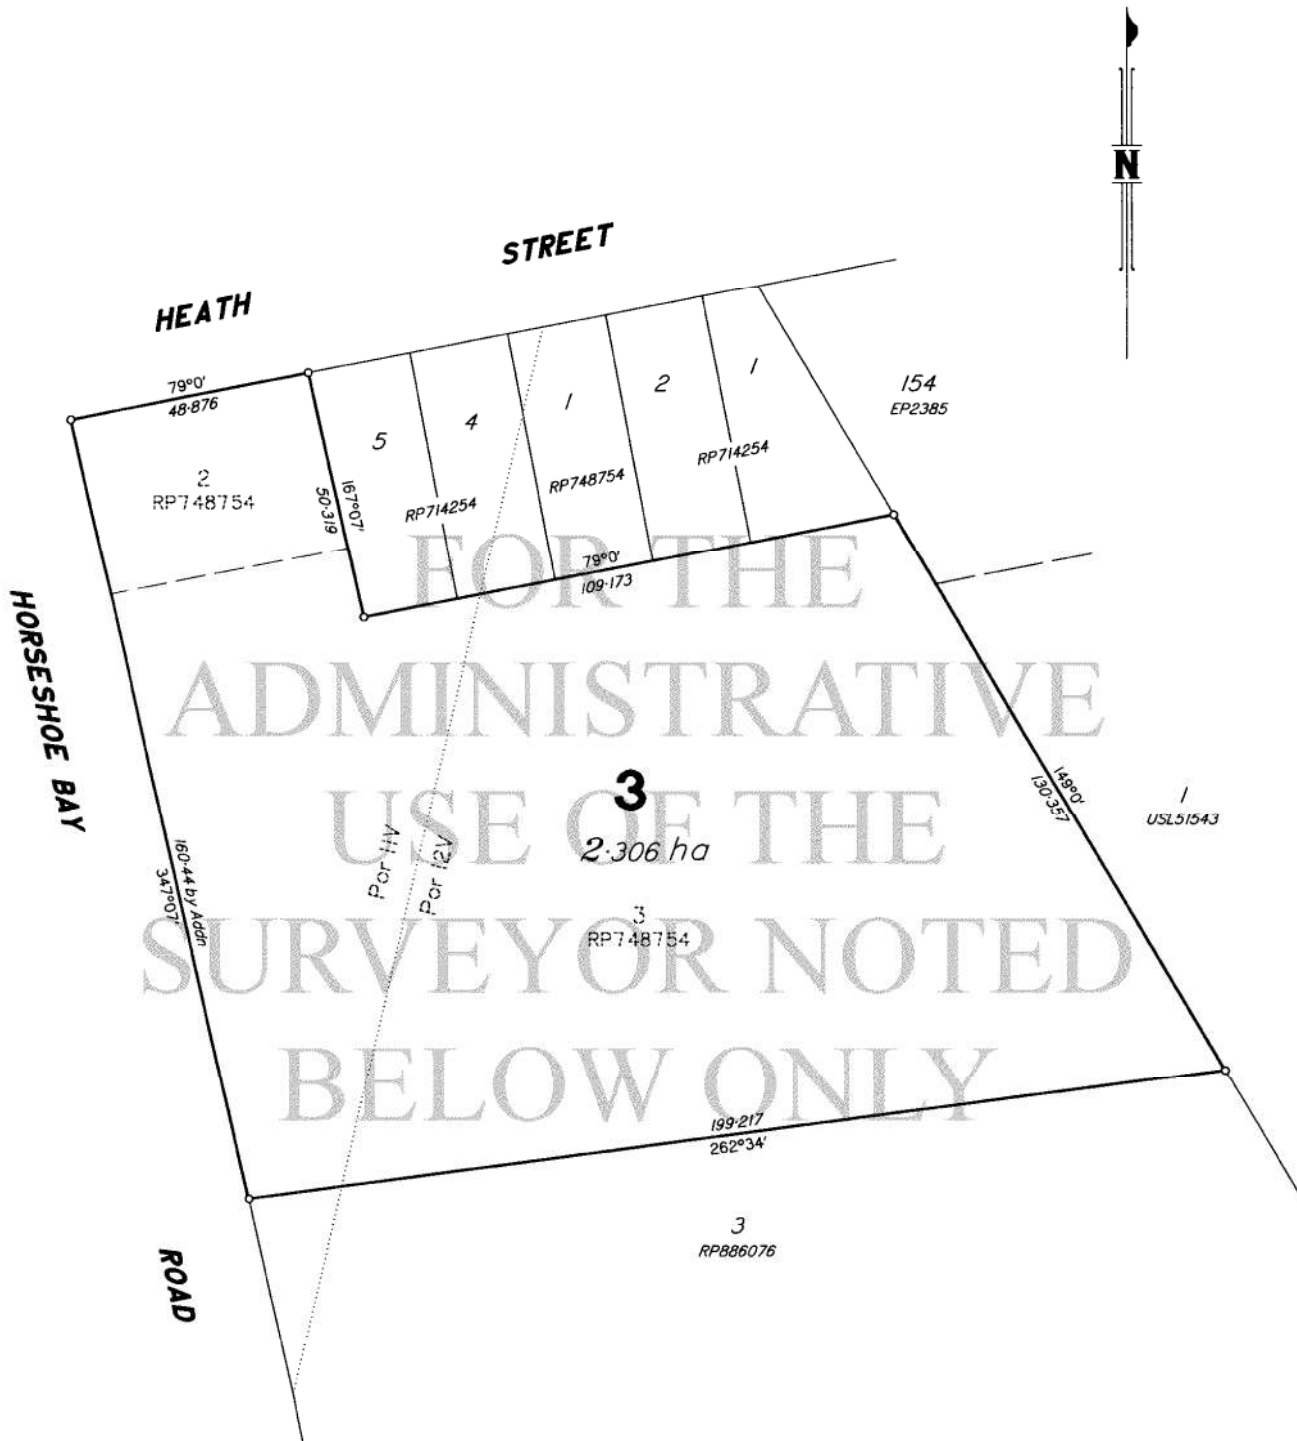 N
STREET
HEATH
79°0'
48·876
2
RP748754
167°07'
50·319
5
4
RP714254
1
RP748754
2
1
RP714254
154
EP2385
79°0'
109·173
FOR THE
ADMINISTRATIVE
USE OF THE
SURVEYOR NOTED
BELOW ONLY
HORSESHOE BAY
ROAD
149°0'
130·357
1
USL51543
3
2·306 ha
3
RP748754
Por 11V
Por 12V
160·44 by Addn
347°07'
199·217
262°34'
3
RP886076